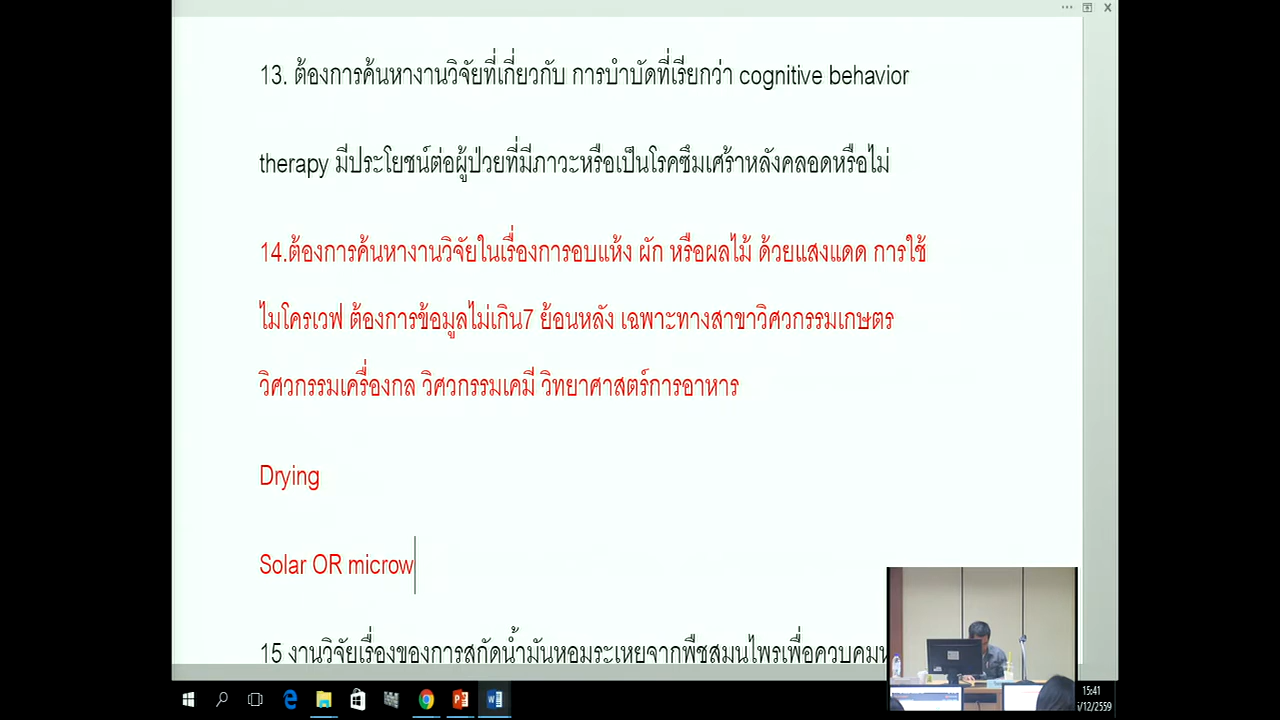 13. ต้องการค้นหางานวิจัยที่เกี่ยวกับ การบำบัดที่เรียกว่า cognitive behavior
therapy มีประโยชน์ต่อผู้ป่วยที่มีภาวะหรือเป็นโรคซึมเศร้าหลังคลอดหรือไม่
14.ต้องการค้นหางานวิจัยในเรื่องการอบแห้ง ผัก หรือผลไม้ ด้วยแสงแดด การใช้
ไมโครเวฟ ต้องการข้อมูลไม่เกิน7 ย้อนหลัง เฉพาะทางสาขาวิศวกรรมเกษตร
วิศวกรรมเครื่องกล วิศวกรรมเคมี วิทยาศาสตร์การอาหาร
Drying
Solar OR microw
15 งานวิจัยเรื่องของการสกัดน้ำมันหอมระเหยจากพืชสมุนไพรเพื่อควบคุม
15:41
/12/2559